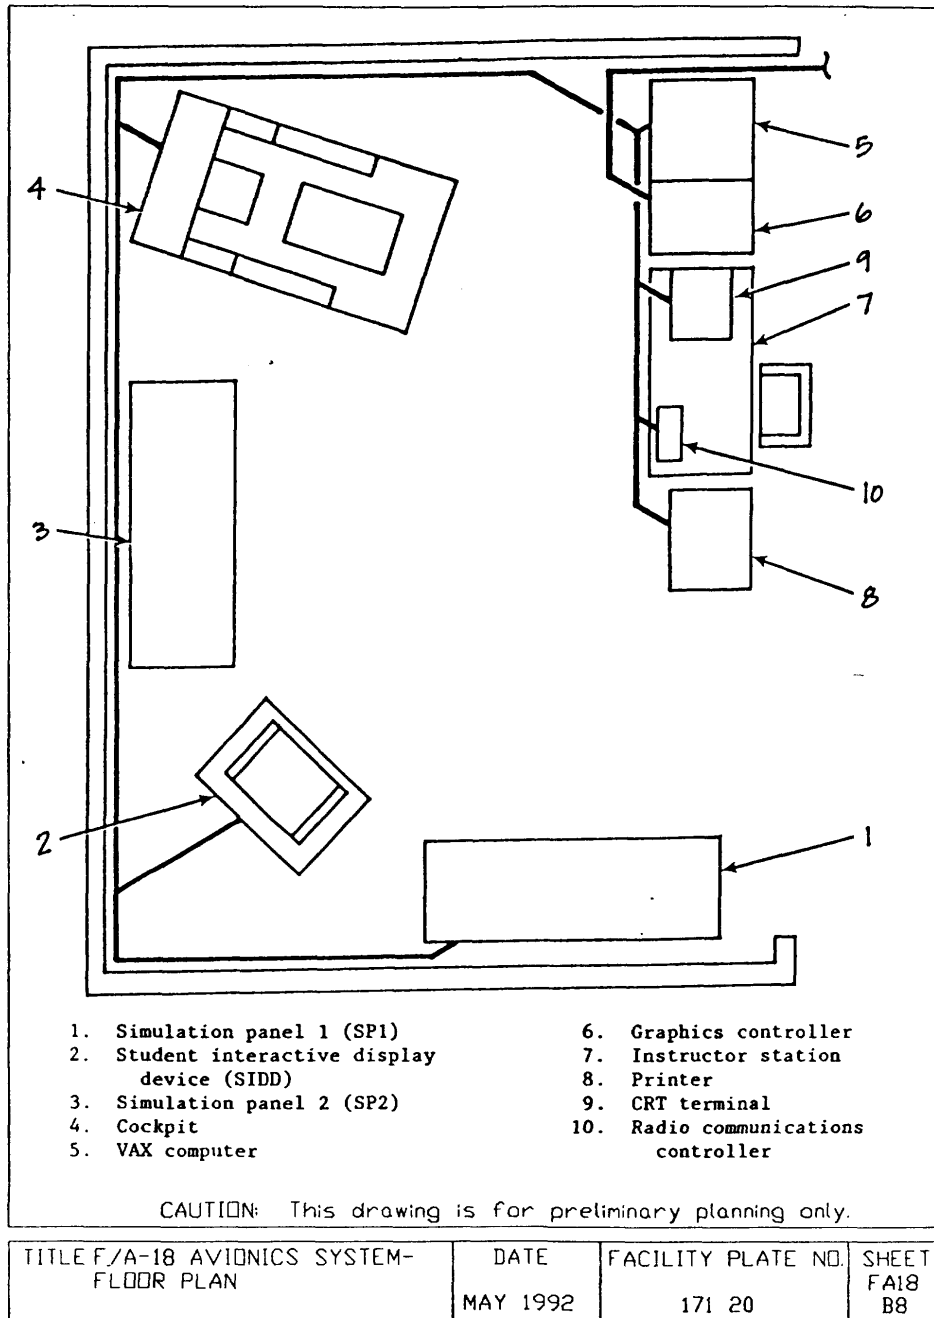 4
5
6
9
7
3
10
8
2
1
1. Simulation panel 1 (SP1)
2. Student interactive display
device (SIDD)
3. Simulation panel 2 (SP2)
4. Cockpit
5. VAX computer
6. Graphics controller
7. Instructor station
8. Printer
9. CRT terminal
10. Radio communications
controller
CAUTION: This drawing is for preliminary planning only.
TITLE F/A-18 AVIONICS SYSTEM-
FLOOR PLAN
DATE
MAY 1992
FACILITY PLATE NO.
171 20
SHEET
FA18
B8